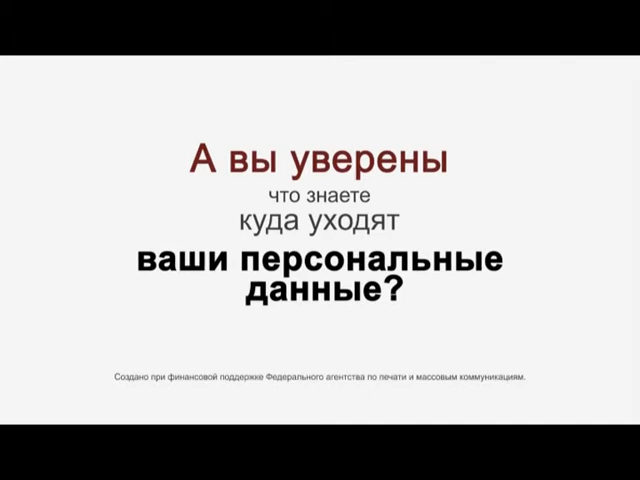 А вы уверены
что знаете
куда уходят
ваши персональные
данные?
Создано при финансовой поддержке Федерального агентства по печати и массовым коммуникациям.